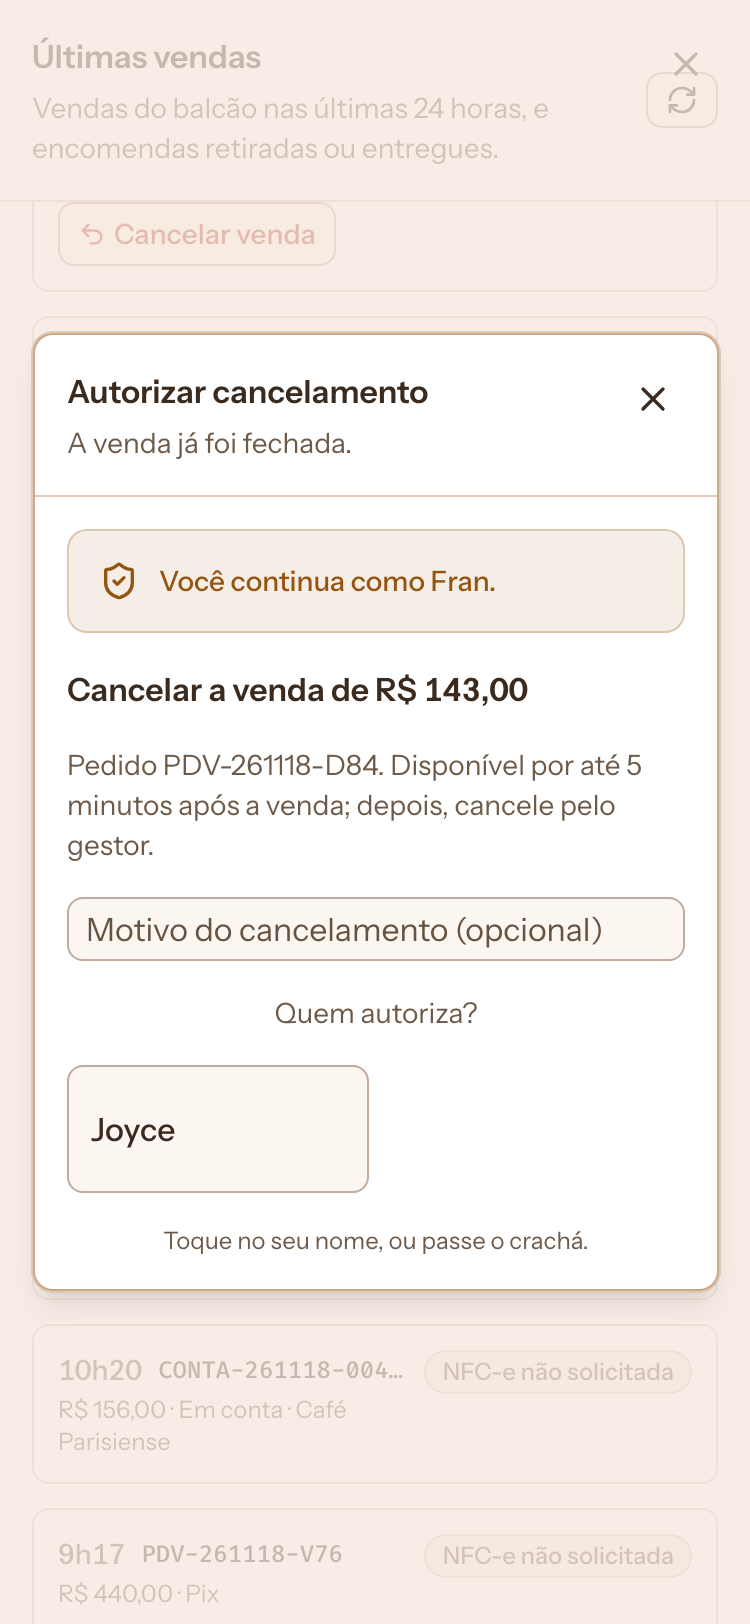 Últimas vendas
Vendas do balcão nas últimas 24 horas, e
encomendas retiradas ou entregues.
Cancelar venda
Autorizar cancelamento
A venda já foi fechada.
Você continua como Fran.
Cancelar a venda de R$ 143,00
Pedido PDV-261118-D84. Disponível por até 5
minutos após a venda; depois, cancele pelo
gestor.
Motivo do cancelamento (opcional)
Quem autoriza?
Joyce
Toque no seu nome, ou passe o crachá.
10h20 CONTA-261118-004… NFC-e não solicitada
R$ 156,00 · Em conta · Café
Parisiense
9h17 PDV-261118-V76 NFC-e não solicitada
R$ 440,00 · Pix